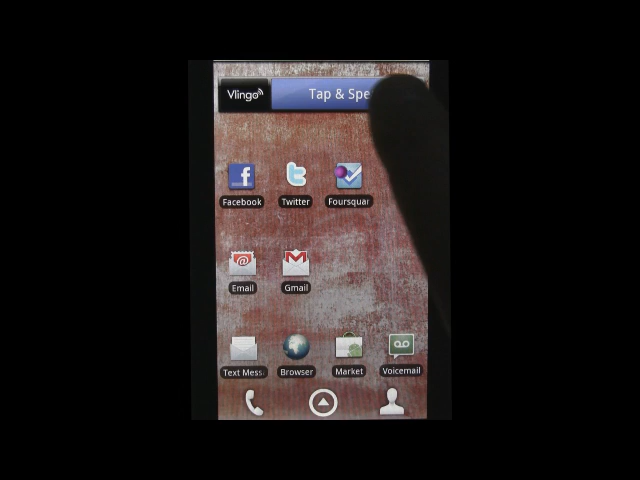 Vlingo
Tap & Spe
f
Facebook
Twitter
Foursquar
@
Email
Gmail
Text Mess
Browser
Market
Voicemail